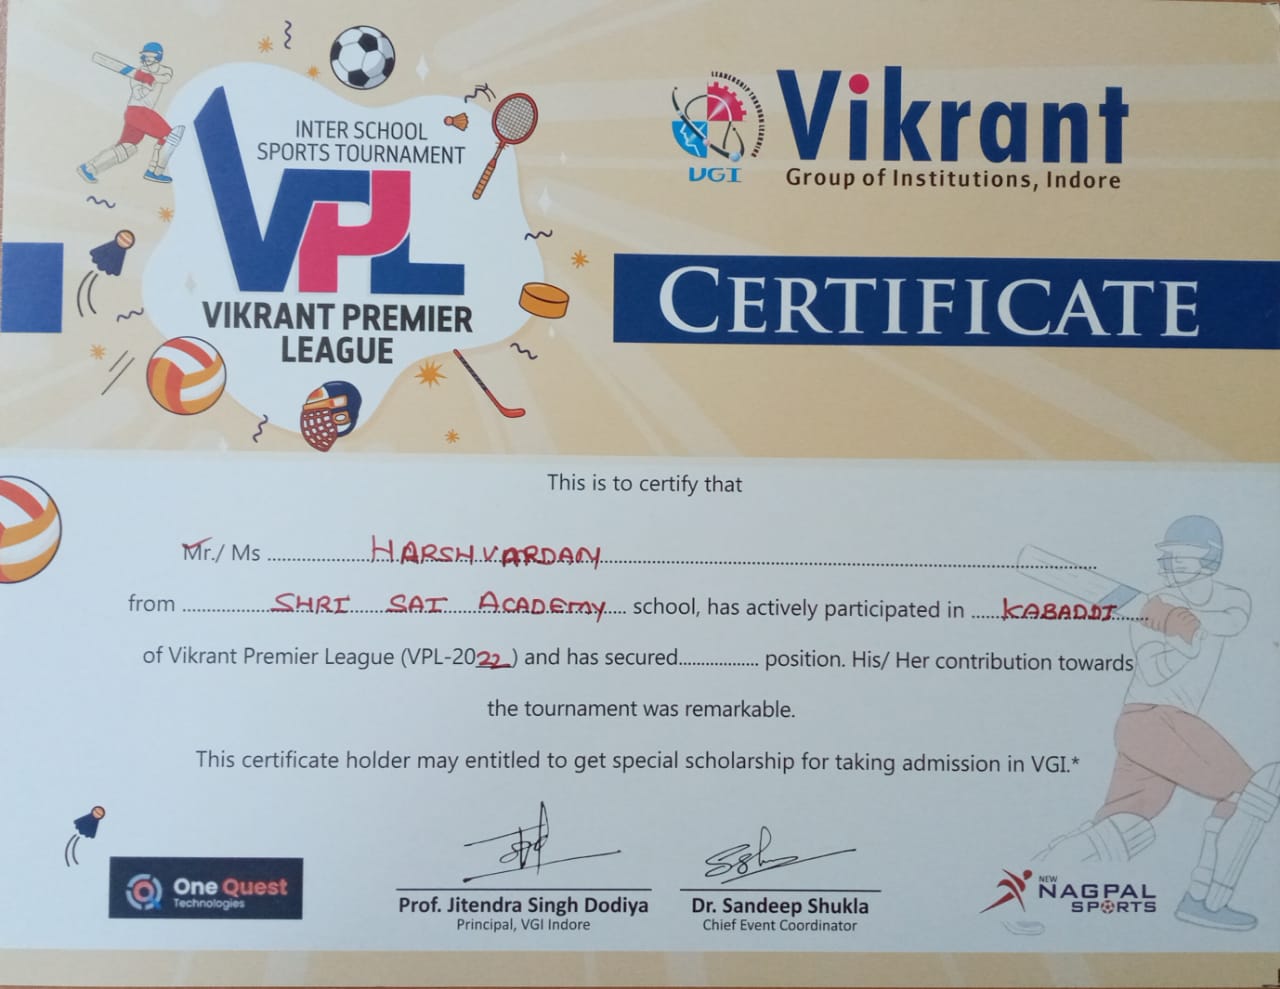 INTER SCHOOL
SPORTS TOURNAMENT
VPL
VIKRANT PREMIER
LEAGUE
LEADERSHIP THROUGH LEARNING
VGI
Vikrant
Group of Institutions, Indore
CERTIFICATE
This is to certify that
Mr./ Ms ........ HARSHVARDAN ........
from ........ SHRI SAI ACADEMY .... school, has actively participated in ...... KABADDI ......
of Vikrant Premier League (VPL-2022) and has secured................ position. His/ Her contribution towards
the tournament was remarkable.
This certificate holder may entitled to get special scholarship for taking admission in VGI.*
One Quest
Technologies
Prof. Jitendra Singh Dodiya
Principal, VGI Indore
Dr. Sandeep Shukla
Chief Event Coordinator
NEW
NAGPAL
SPORTS